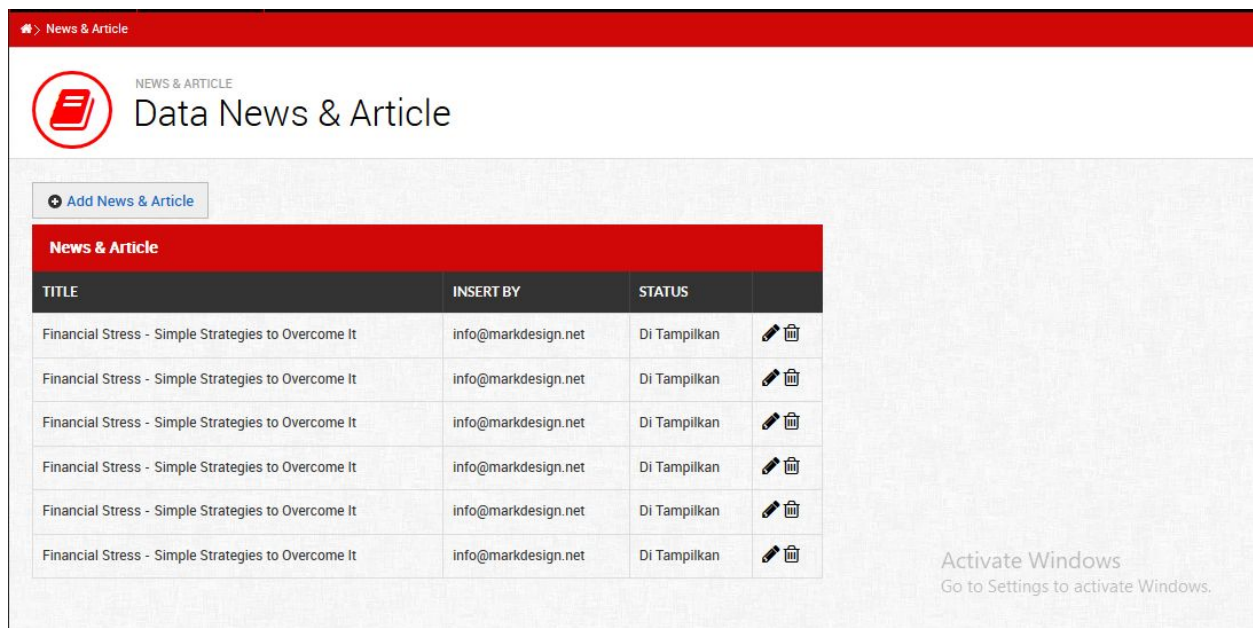 > News & Article
NEWS & ARTICLE
Data News & Article
Add News & Article
News & Article
TITLE INSERT BY STATUS
Financial Stress - Simple Strategies to Overcome It info@markdesign.net Di Tampilkan
Financial Stress - Simple Strategies to Overcome It info@markdesign.net Di Tampilkan
Financial Stress - Simple Strategies to Overcome It info@markdesign.net Di Tampilkan
Financial Stress - Simple Strategies to Overcome It info@markdesign.net Di Tampilkan
Financial Stress - Simple Strategies to Overcome It info@markdesign.net Di Tampilkan
Financial Stress - Simple Strategies to Overcome It info@markdesign.net Di Tampilkan
Activate Windows
Go to Settings to activate Windows.